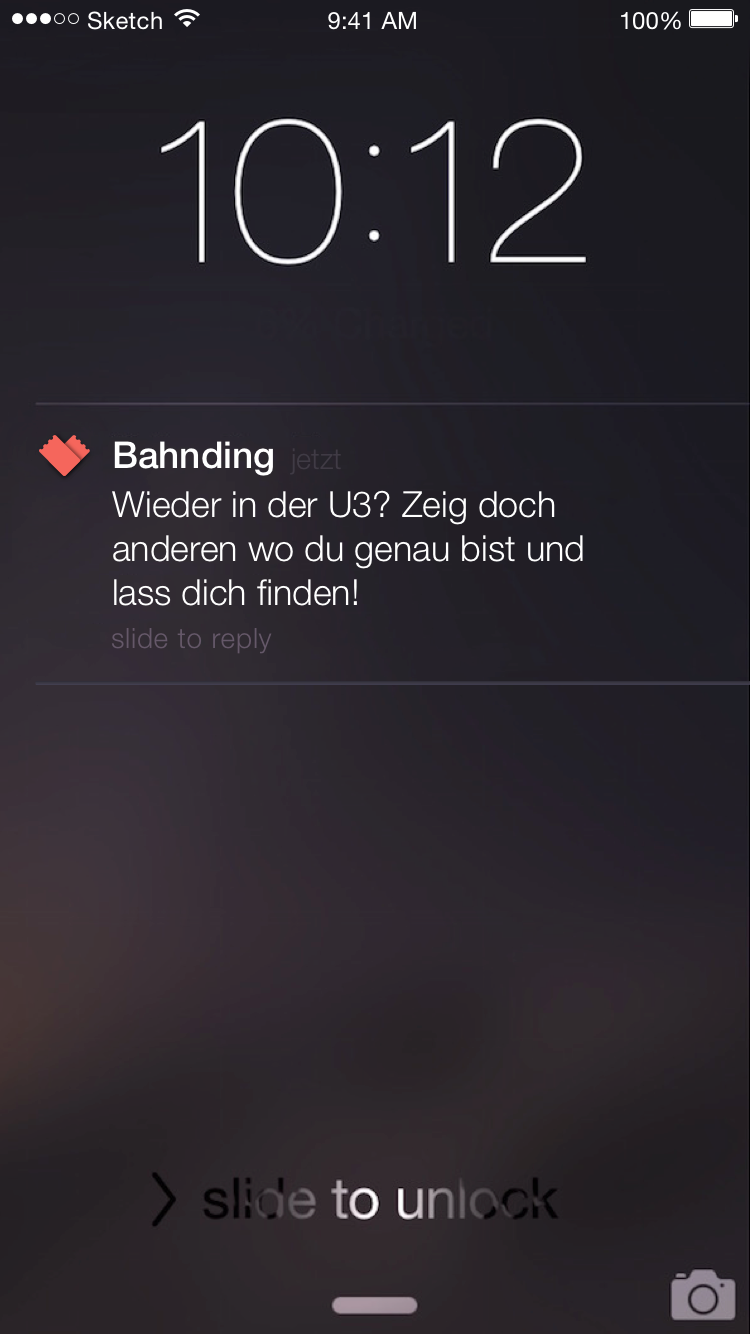 Sketch 9:41 AM 100%
10:12
Bahnding jetzt
Wieder in der U3? Zeig doch
anderen wo du genau bist und
lass dich finden!
slide to reply
> slide to unlock